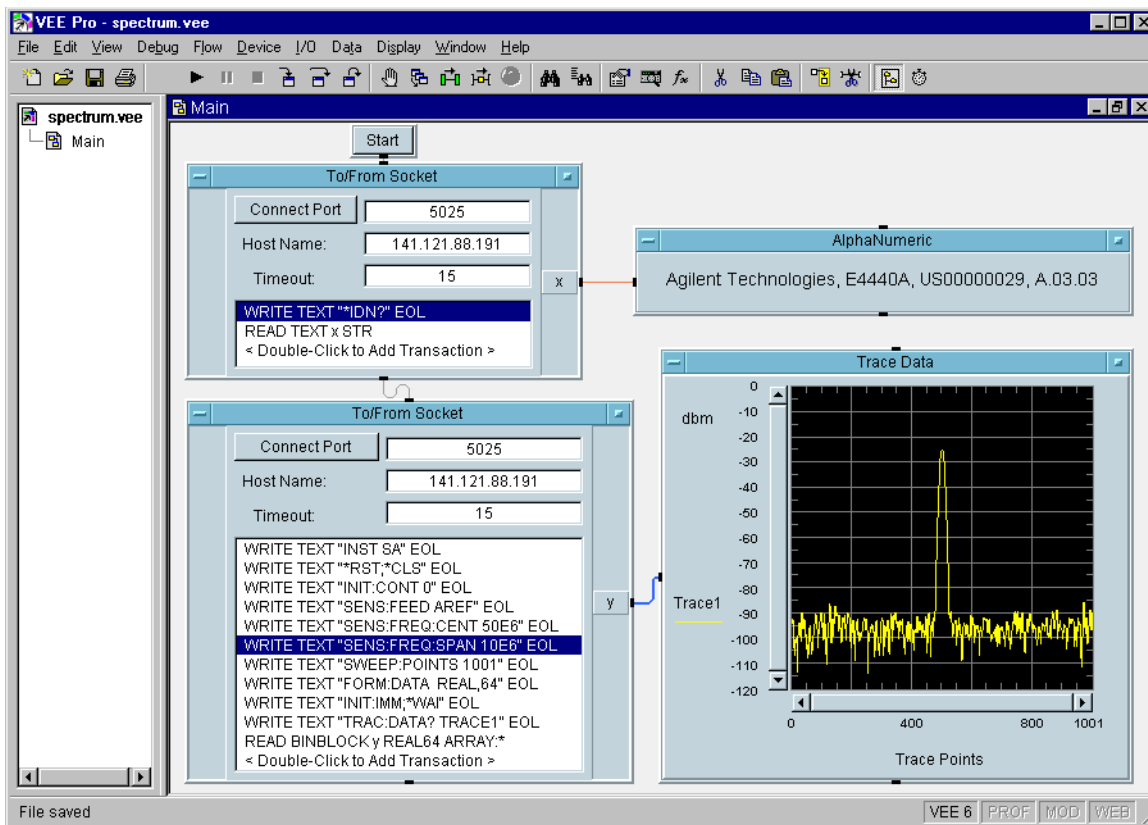 VEE Pro - spectrum.vee
File Edit View Debug Flow Device I/O Data Display Window Help
spectrum.vee
Main
Main
Start
To/From Socket
Connect Port 5025
Host Name: 141.121.88.191
Timeout: 15
x
WRITE TEXT "*IDN?" EOL
READ TEXT x STR
< Double-Click to Add Transaction >
AlphaNumeric
Agilent Technologies, E4440A, US00000029, A.03.03
To/From Socket
Connect Port 5025
Host Name: 141.121.88.191
Timeout: 15
WRITE TEXT "INST SA" EOL
WRITE TEXT "*RST;*CLS" EOL
WRITE TEXT "INIT:CONT 0" EOL
WRITE TEXT "SENS:FEED AREF" EOL
WRITE TEXT "SENS:FREQ:CENT 50E6" EOL
WRITE TEXT "SENS:FREQ:SPAN 10E6" EOL
WRITE TEXT "SWEEP:POINTS 1001" EOL
WRITE TEXT "FORM:DATA  REAL,64" EOL
WRITE TEXT "INIT:IMM;*WAI" EOL
WRITE TEXT "TRAC:DATA? TRACE1" EOL
READ BINBLOCK y REAL64 ARRAY:*
< Double-Click to Add Transaction >
y
Trace Data
dbm
Trace1
0
-10
-20
-30
-40
-50
-60
-70
-80
-90
-100
-110
-120
0 400 800 1001
Trace Points
File saved
VEE 6 PROF MOD WEB